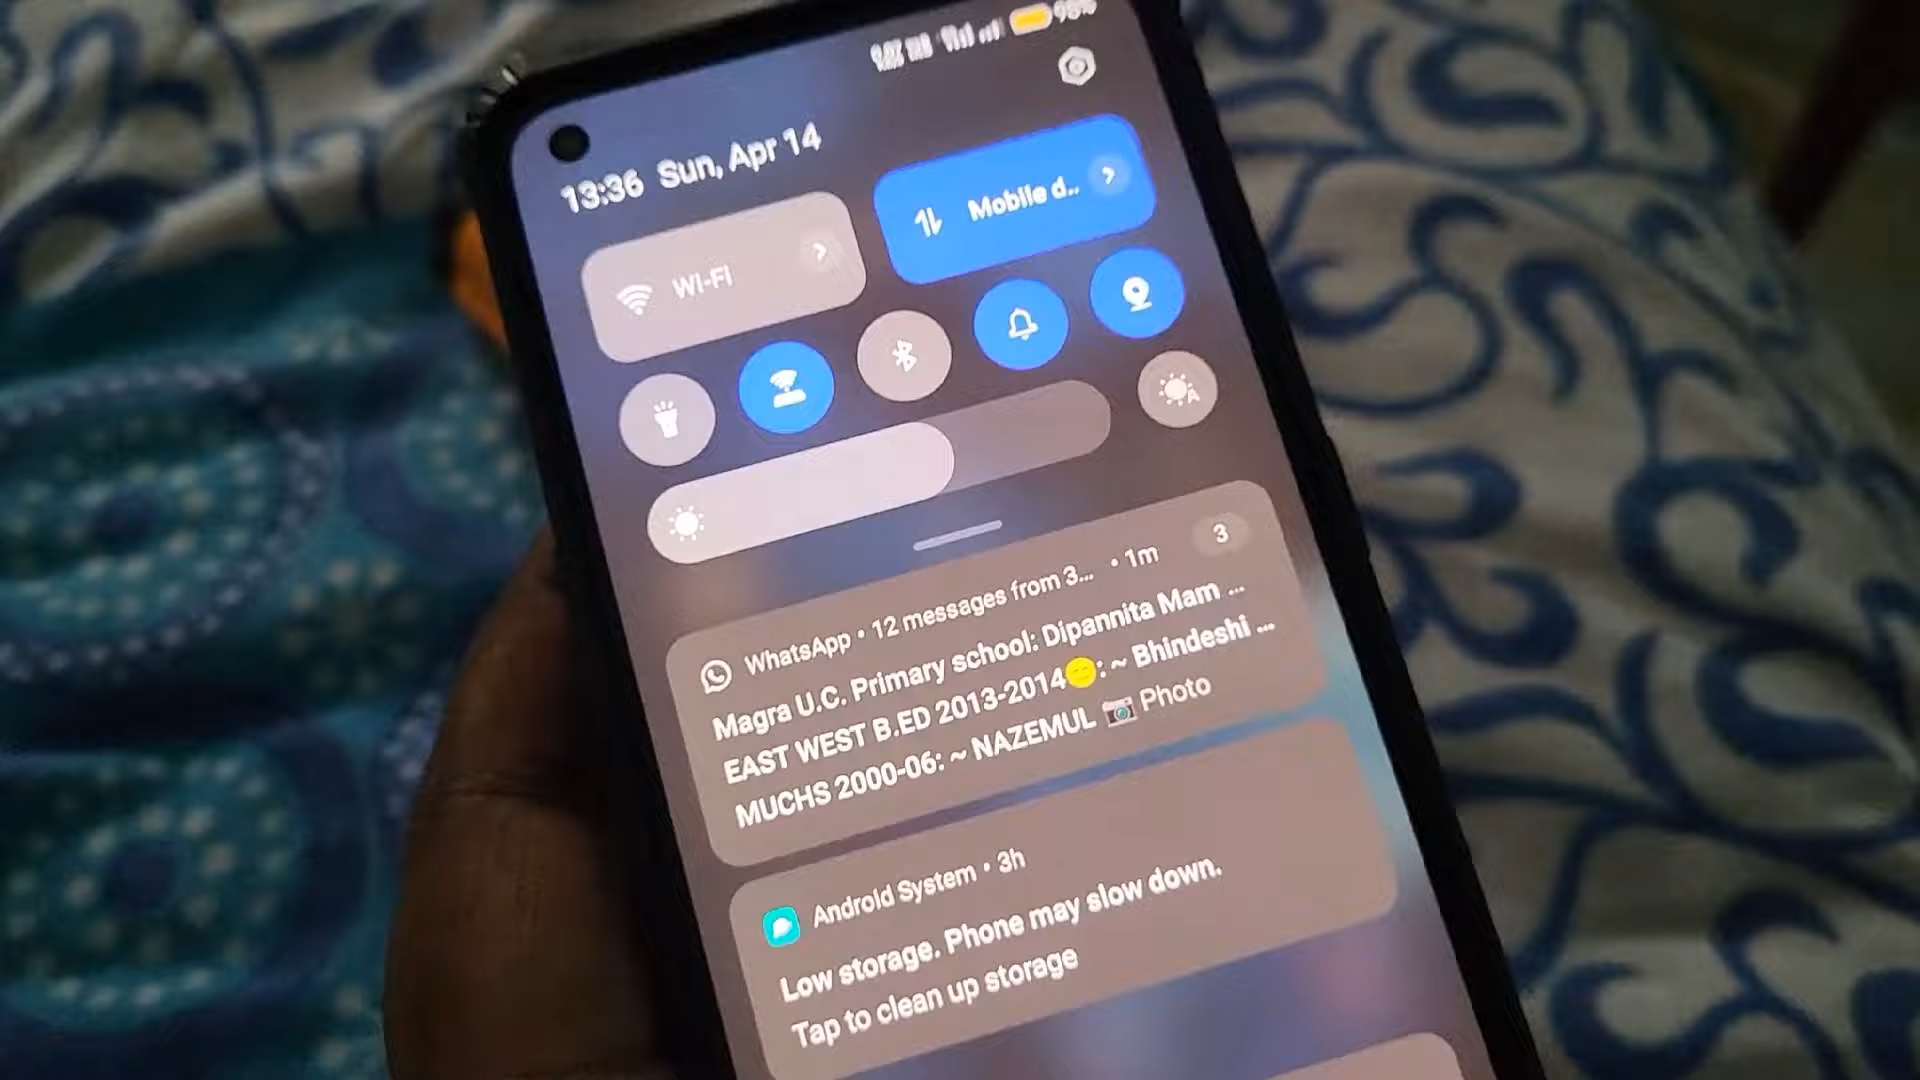 98%
13:36 Sun, Apr 14
Mobile d..
WI-FI
A
WhatsApp • 12 messages from 3... • 1m
3
Magra U.C. Primary school: Dipannita Mam ...
EAST WEST B.ED 2013-2014😑: ~ Bhindeshi ...
MUCHS 2000-06: ~ NAZEMUL 📷 Photo
Android System • 3h
Low storage. Phone may slow down.
Tap to clean up storage